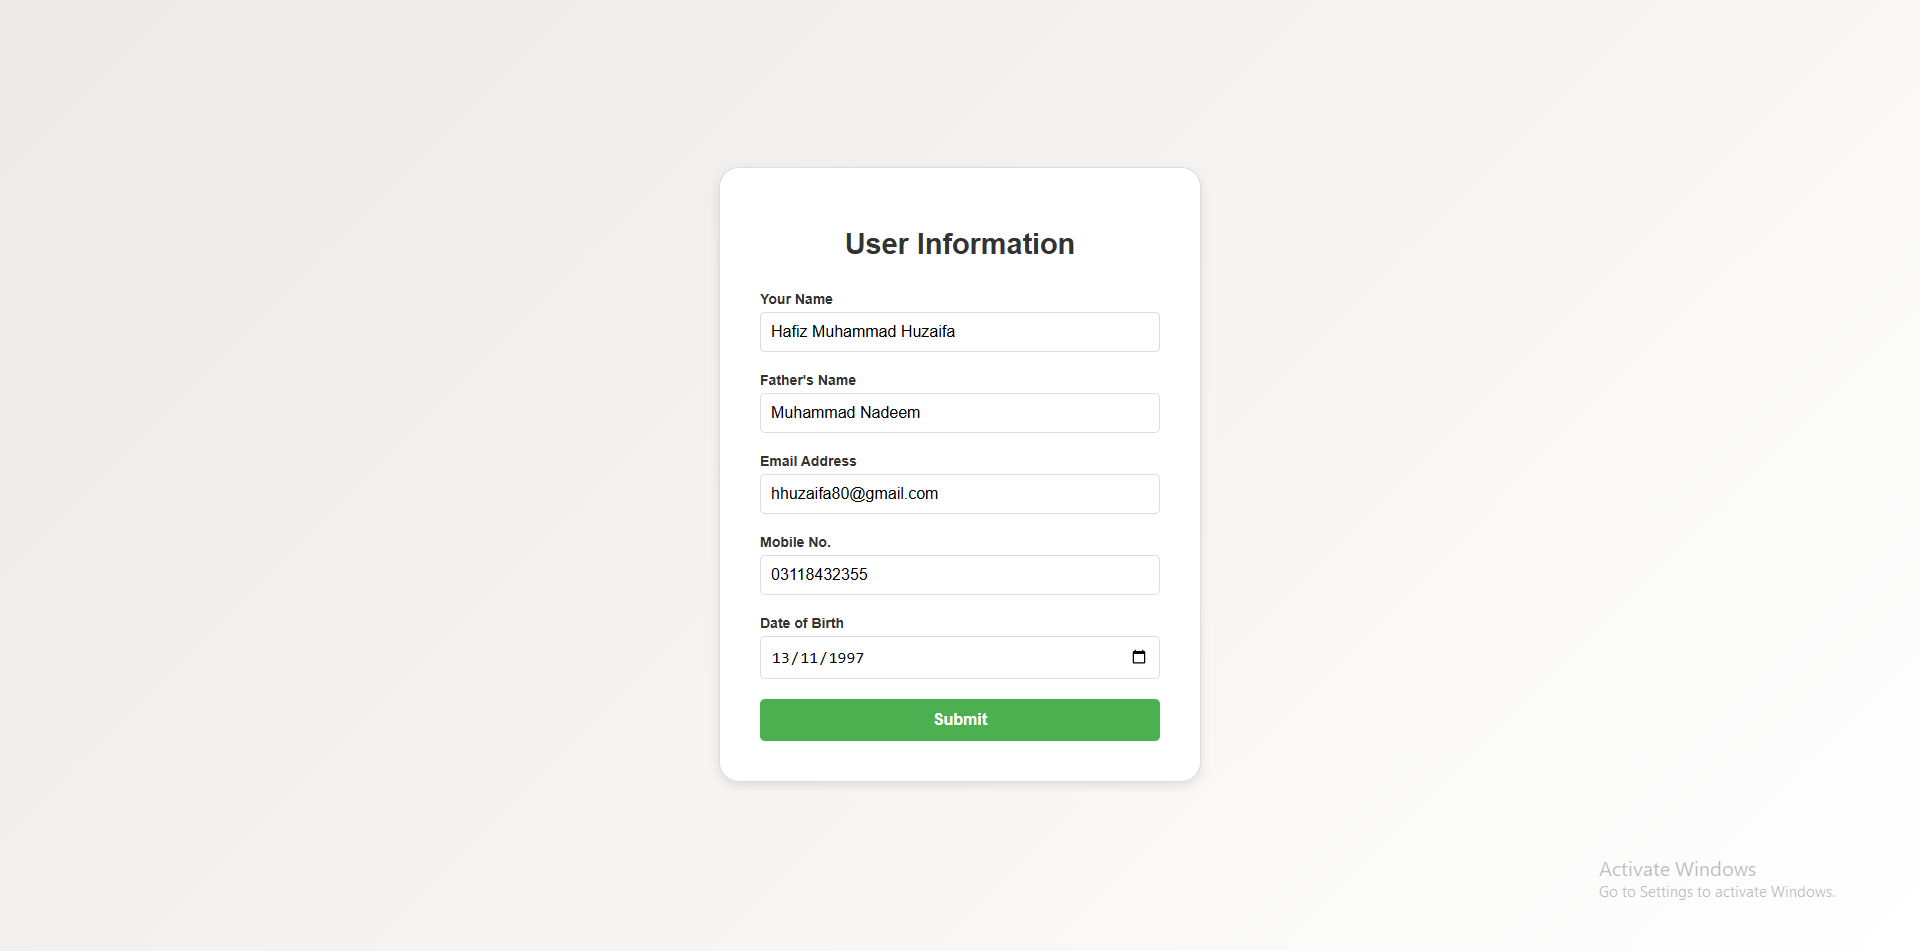 User Information
Your Name
Hafiz Muhammad Huzaifa
Father's Name
Muhammad Nadeem
Email Address
hhuzaifa80@gmail.com
Mobile No.
03118432355
Date of Birth
13/11/1997
Submit
Activate Windows
Go to Settings to activate Windows.